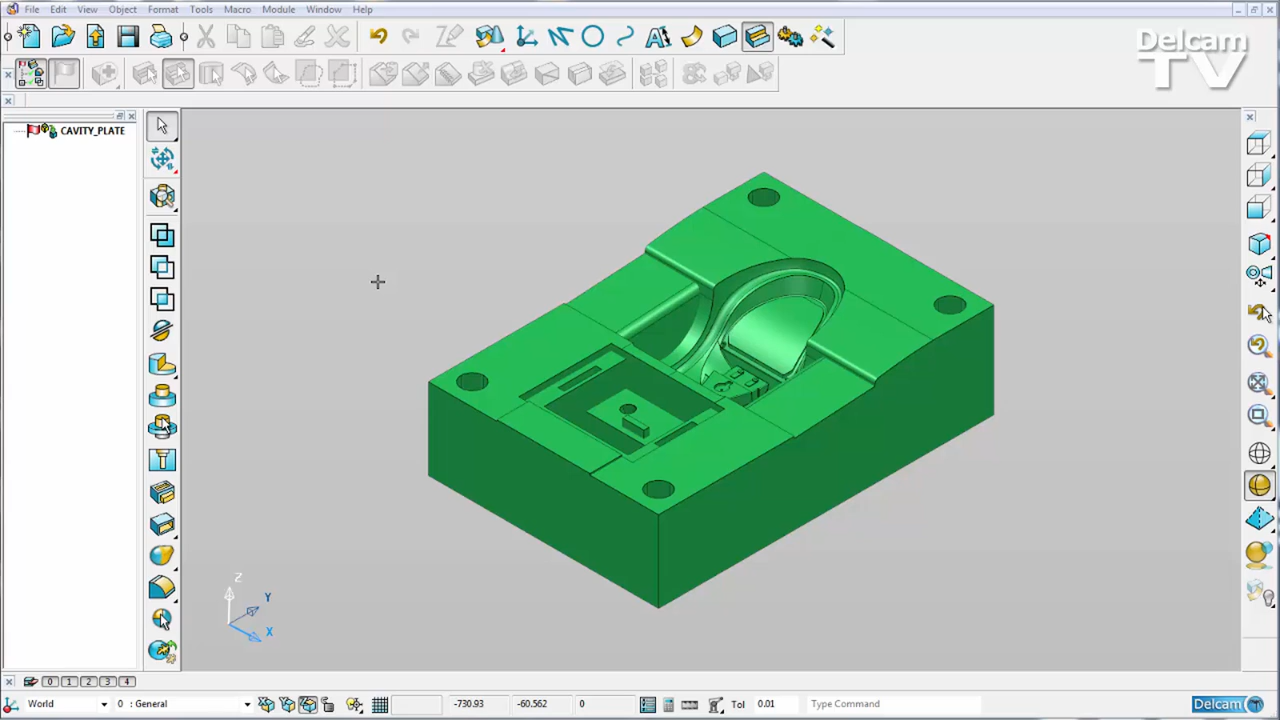 File Edit View Object Format Tools Macro Module Window Help
Delcam
TV
CAVITY_PLATE
Z
Y
X
0 1 2 3 4
World 0 : General -730.93 -60.562 0 Tol 0.01 Type Command Delcam